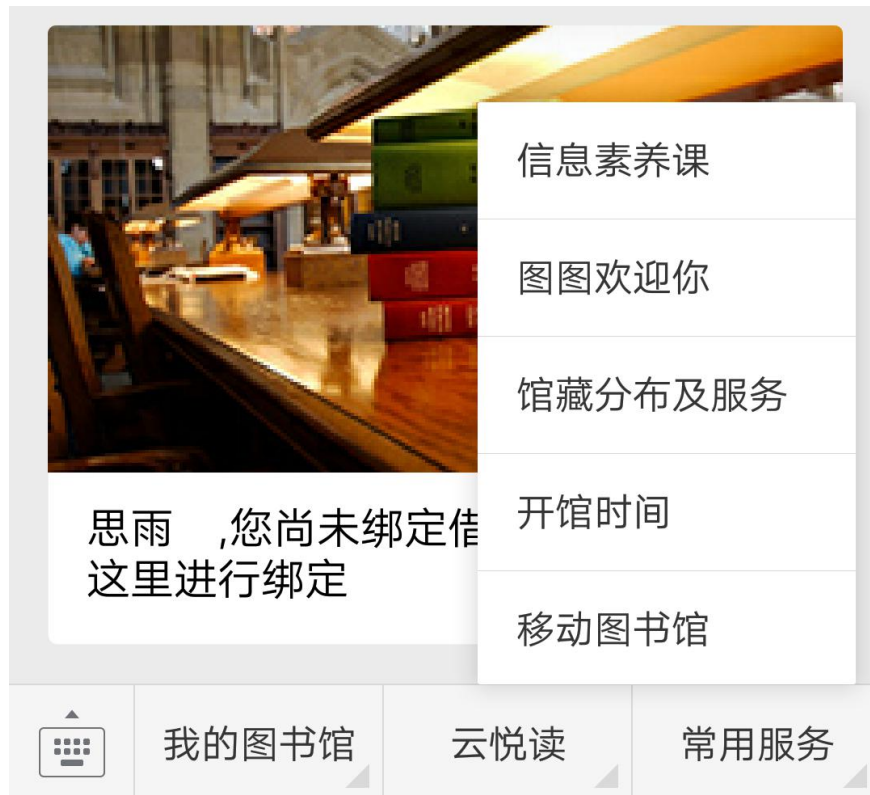 信息素养课
图图欢迎你
馆藏分布及服务
开馆时间
移动图书馆
思雨 ,您尚未绑定借
这里进行绑定
我的图书馆
云悦读
常用服务